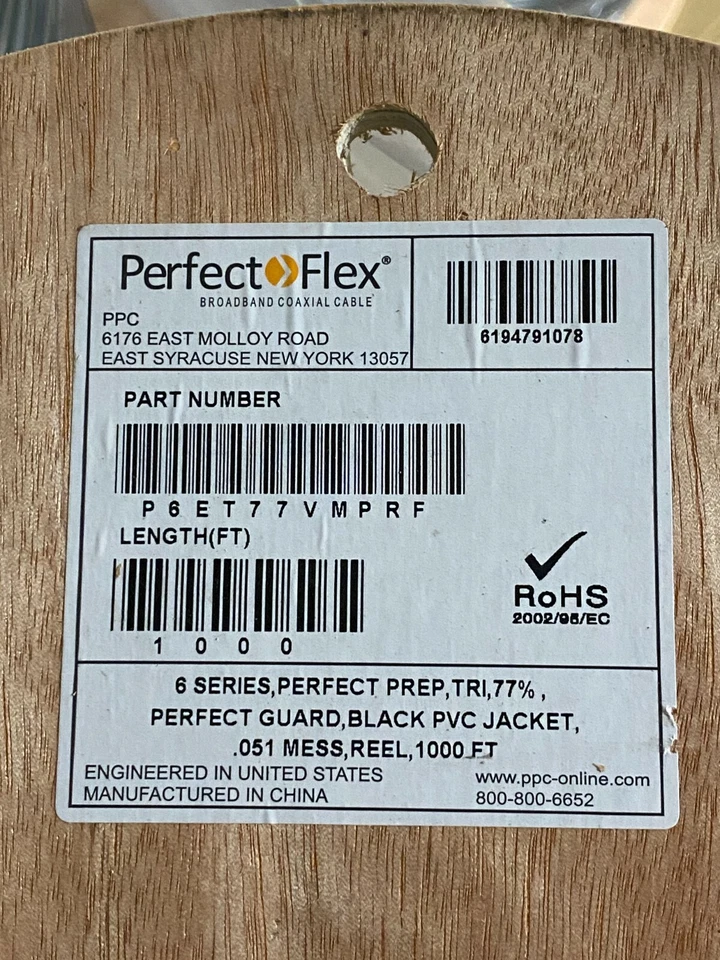 Perfect Flex®
BROADBAND COAXIAL CABLE
PPC
6176 EAST MOLLOY ROAD
EAST SYRACUSE NEW YORK 13057
6194791078
PART NUMBER
P6ET77VMPRF
LENGTH(FT)
1000
RoHS
2002/95/EC
6 SERIES,PERFECT PREP,TRI,77%,
PERFECT GUARD,BLACK PVC JACKET,
.051 MESS,REEL,1000 FT
ENGINEERED IN UNITED STATES
MANUFACTURED IN CHINA
www.ppc-online.com
800-800-6652